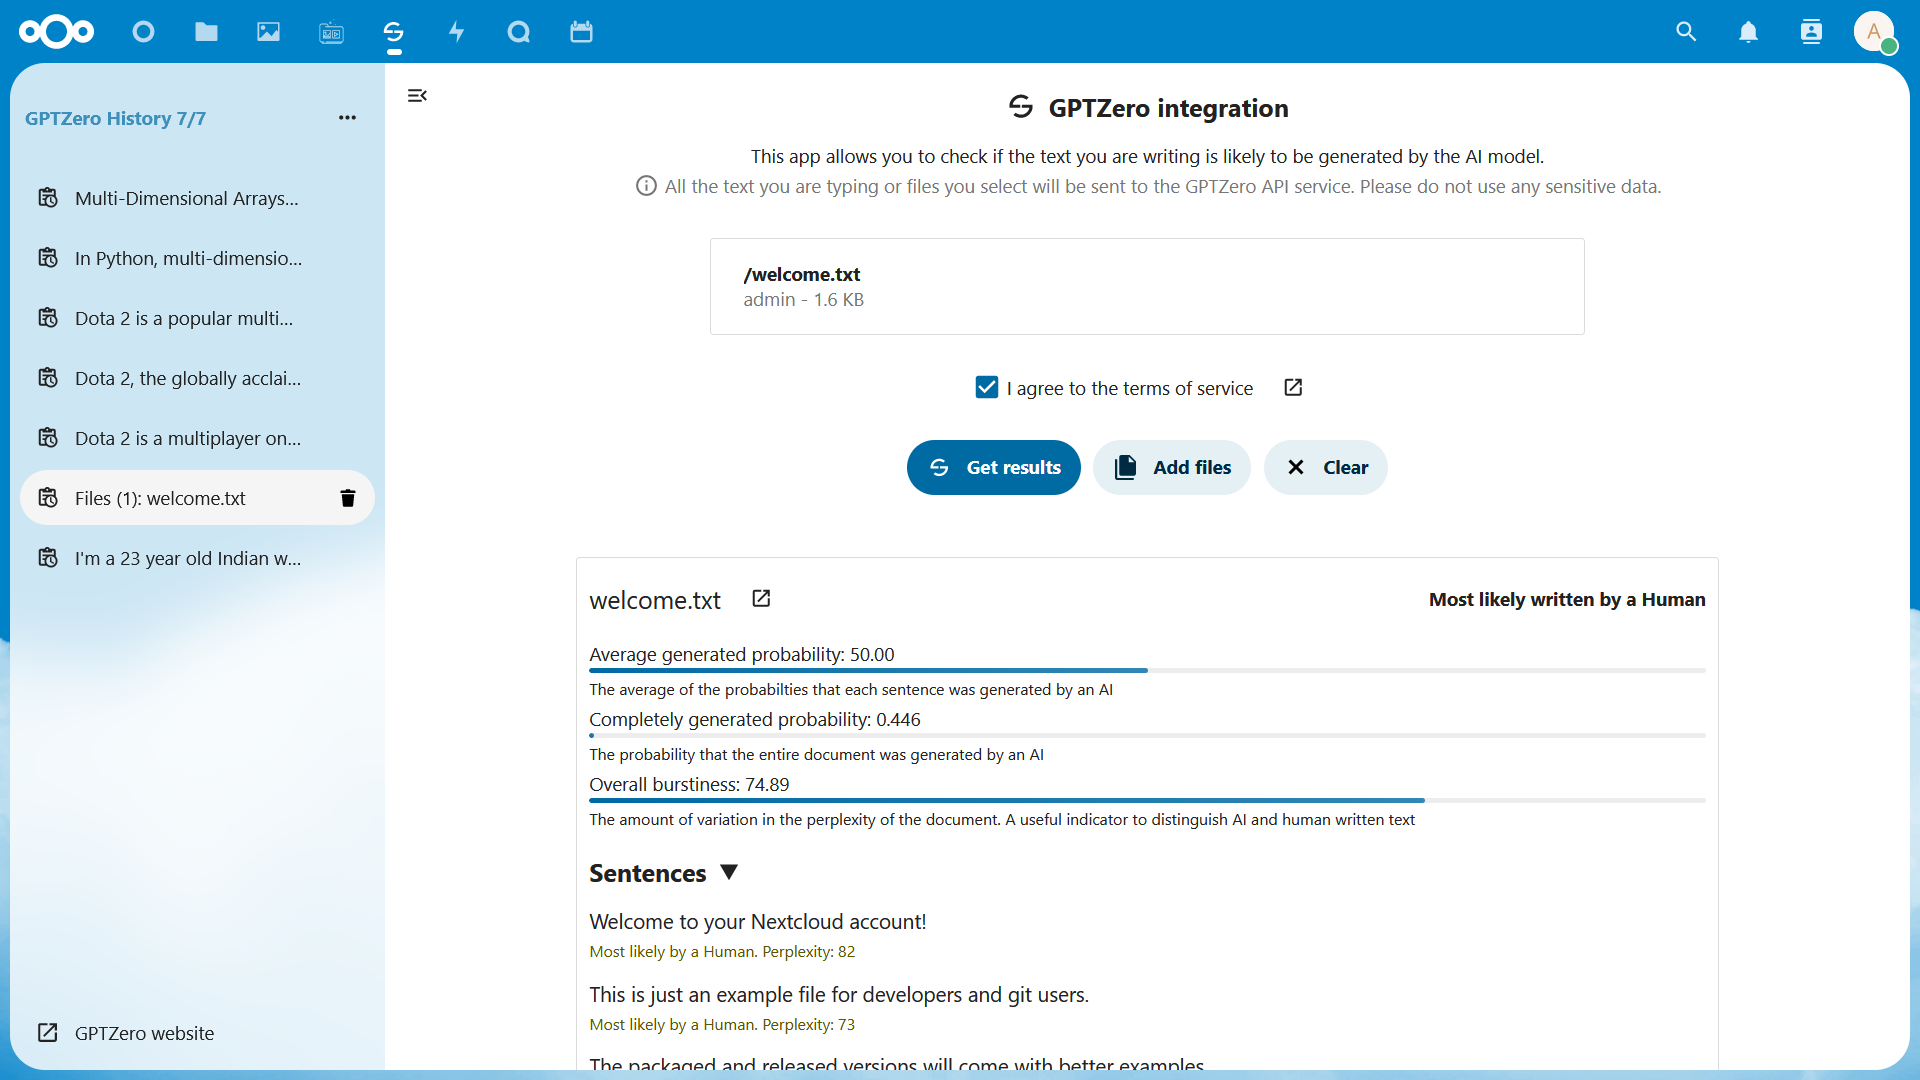 A
GPTZero History 7/7
Multi-Dimensional Arrays...
In Python, multi-dimensio...
Dota 2 is a popular multi...
Dota 2, the globally acclai...
Dota 2 is a multiplayer on...
Files (1): welcome.txt
I'm a 23 year old Indian w...
GPTZero website
GPTZero integration
This app allows you to check if the text you are writing is likely to be generated by the AI model.
All the text you are typing or files you select will be sent to the GPTZero API service. Please do not use any sensitive data.
/welcome.txt
admin - 1.6 KB
I agree to the terms of service
Get results
Add files
Clear
welcome.txt
Most likely written by a Human
Average generated probability: 50.00
The average of the probabilties that each sentence was generated by an AI
Completely generated probability: 0.446
The probability that the entire document was generated by an AI
Overall burstiness: 74.89
The amount of variation in the perplexity of the document. A useful indicator to distinguish AI and human written text
Sentences
Welcome to your Nextcloud account!
Most likely by a Human. Perplexity: 82
This is just an example file for developers and git users.
Most likely by a Human. Perplexity: 73
The packaged and released versions will come with better examples.